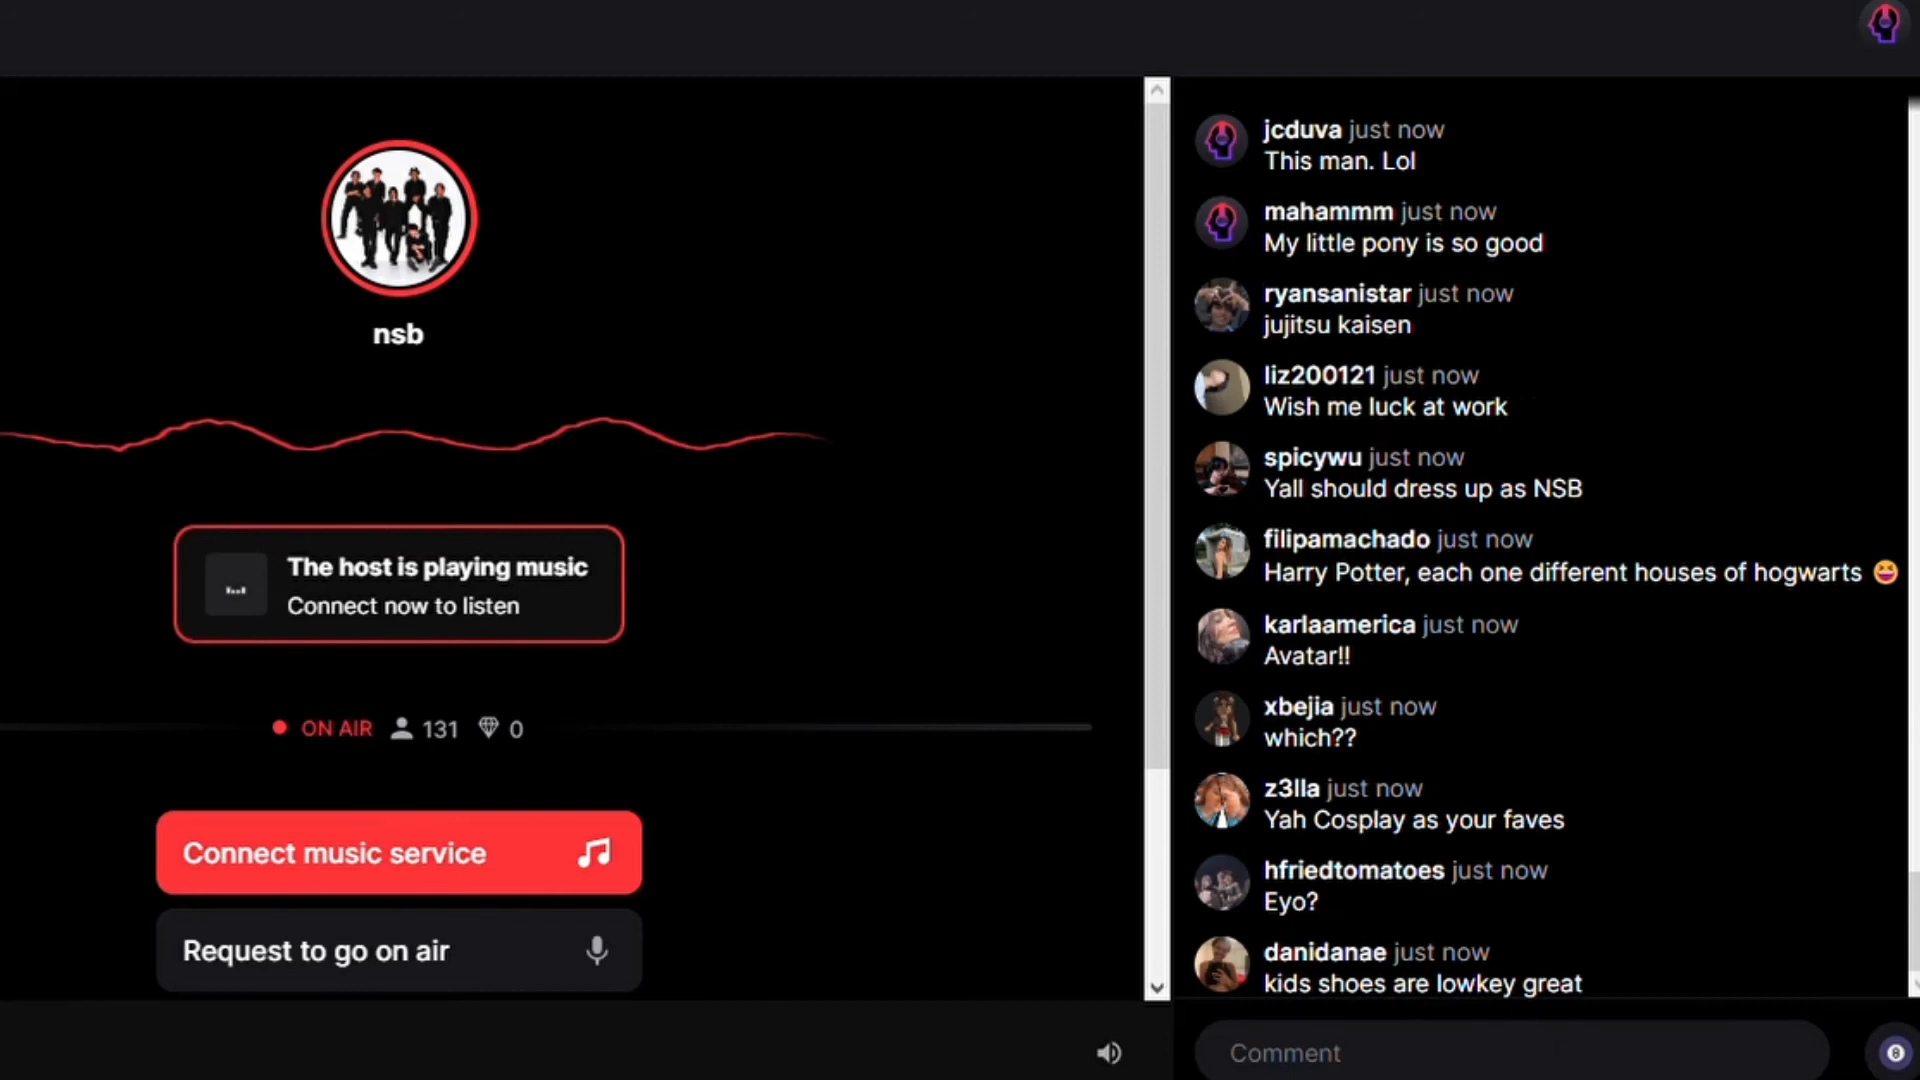 nsb
The host is playing music
Connect now to listen
ON AIR 131 0
Connect music service
Request to go on air
jcduva just now
This man. Lol
mahammm just now
My little pony is so good
ryansanistar just now
jujitsu kaisen
liz200121 just now
Wish me luck at work
spicywu just now
Yall should dress up as NSB
filipamachado just now
Harry Potter, each one different houses of hogwarts 😆
karlaamerica just now
Avatar!!
xbejia just now
which??
z3lla just now
Yah Cosplay as your faves
hfriedtomatoes just now
Eyo?
danidanae just now
kids shoes are lowkey great
Comment
8